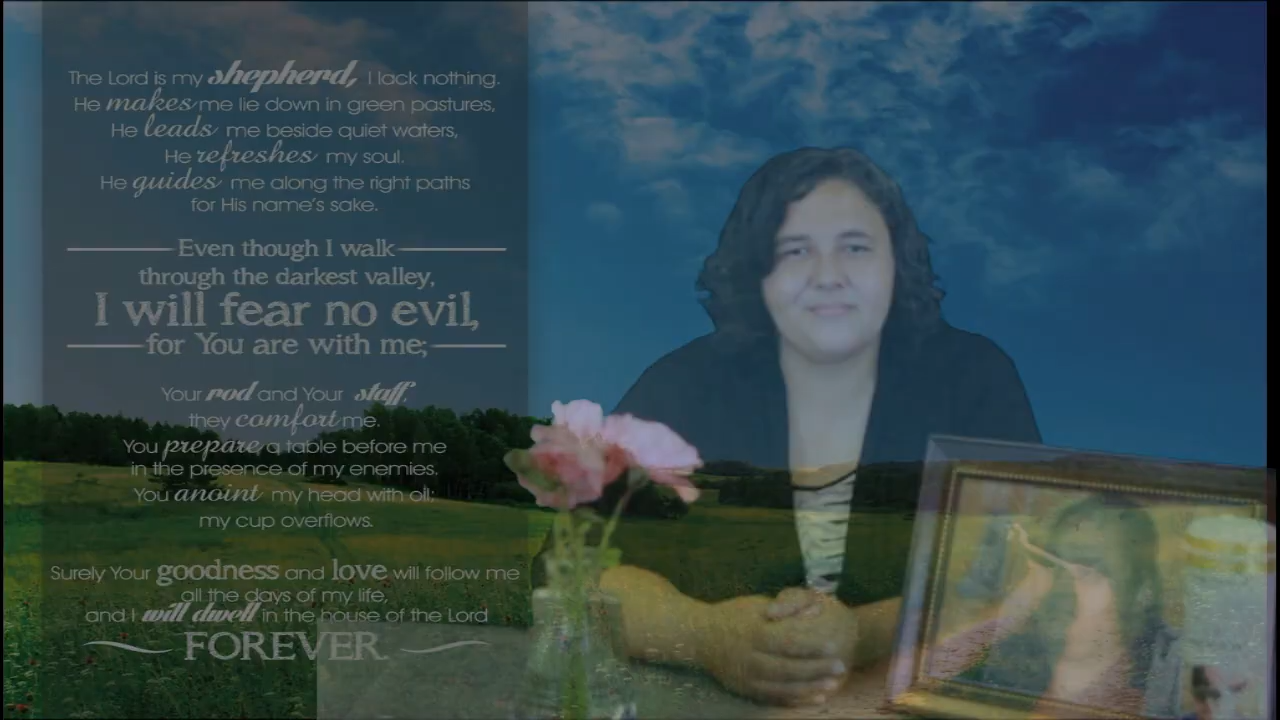 The Lord is my shepherd, I lack nothing.
He makes me lie down in green pastures,
He leads me beside quiet waters,
He refreshes my soul.
He guides me along the right paths
for His name's sake.
Even though I walk
through the darkest valley,
I will fear no evil,
for You are with me;
Your rod and Your staff,
they comfort me.
You prepare a table before me
in the presence of my enemies.
You anoint my head with oil;
my cup overflows.
Surely Your goodness and love will follow me
all the days of my life,
and I will dwell in the house of the Lord
FOREVER.